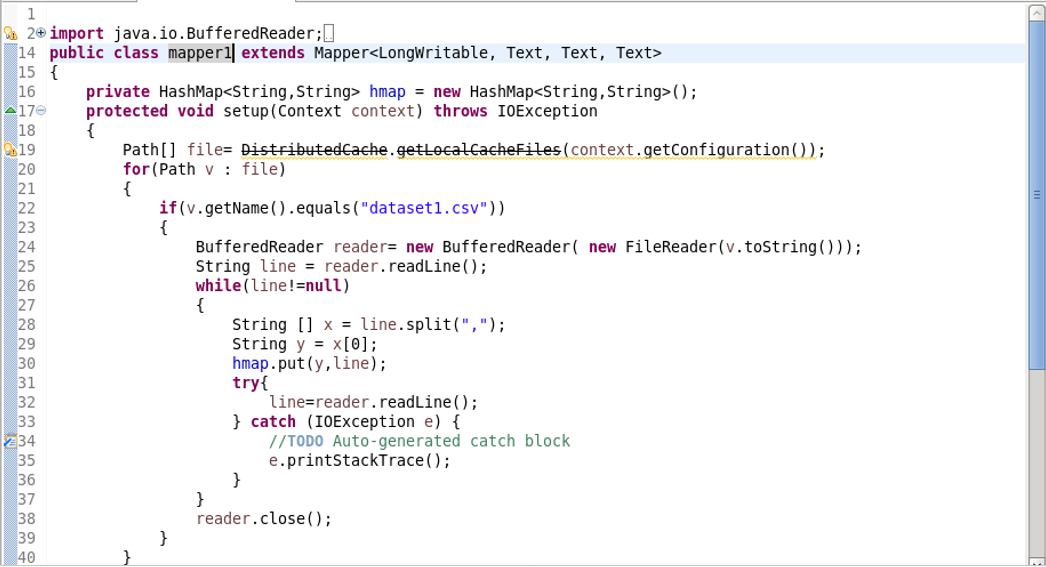 1
2 import java.io.BufferedReader;
14 public class mapper1 extends Mapper<LongWritable, Text, Text, Text>
15 {
16 private HashMap<String,String> hmap = new HashMap<String,String>();
17 protected void setup(Context context) throws IOException
18 {
19 Path[] file= DistributedCache.getLocalCacheFiles(context.getConfiguration());
20 for(Path v : file)
21 {
22 if(v.getName().equals("dataset1.csv"))
23 {
24 BufferedReader reader= new BufferedReader( new FileReader(v.toString()));
25 String line = reader.readLine();
26 while(line!=null)
27 {
28 String [] x = line.split(",");
29 String y = x[0];
30 hmap.put(y,line);
31 try{
32 line=reader.readLine();
33 } catch (IOException e) {
34 //TODO Auto-generated catch block
35 e.printStackTrace();
36 }
37 }
38 reader.close();
39 }
40 }